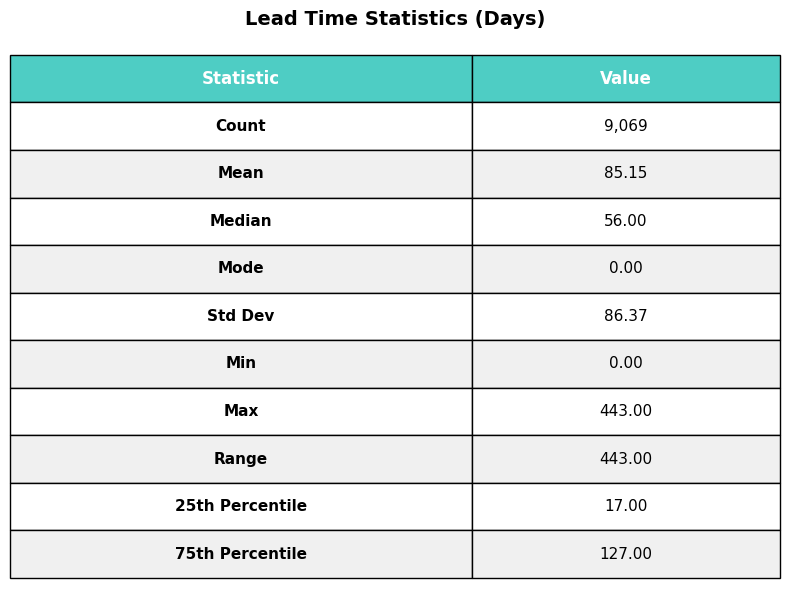 Lead Time Statistics (Days)
Statistic Value
Count 9,069
Mean 85.15
Median 56.00
Mode 0.00
Std Dev 86.37
Min 0.00
Max 443.00
Range 443.00
25th Percentile 17.00
75th Percentile 127.00